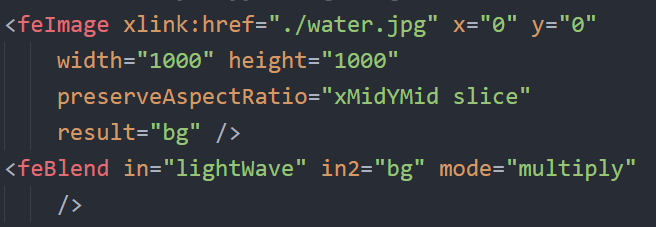 <feImage xlink:href="./water.jpg" x="0" y="0"
width="1000" height="1000"
preserveAspectRatio="xMidYMid slice"
result="bg" />
<feBlend in="lightWave" in2="bg" mode="multiply"
/>